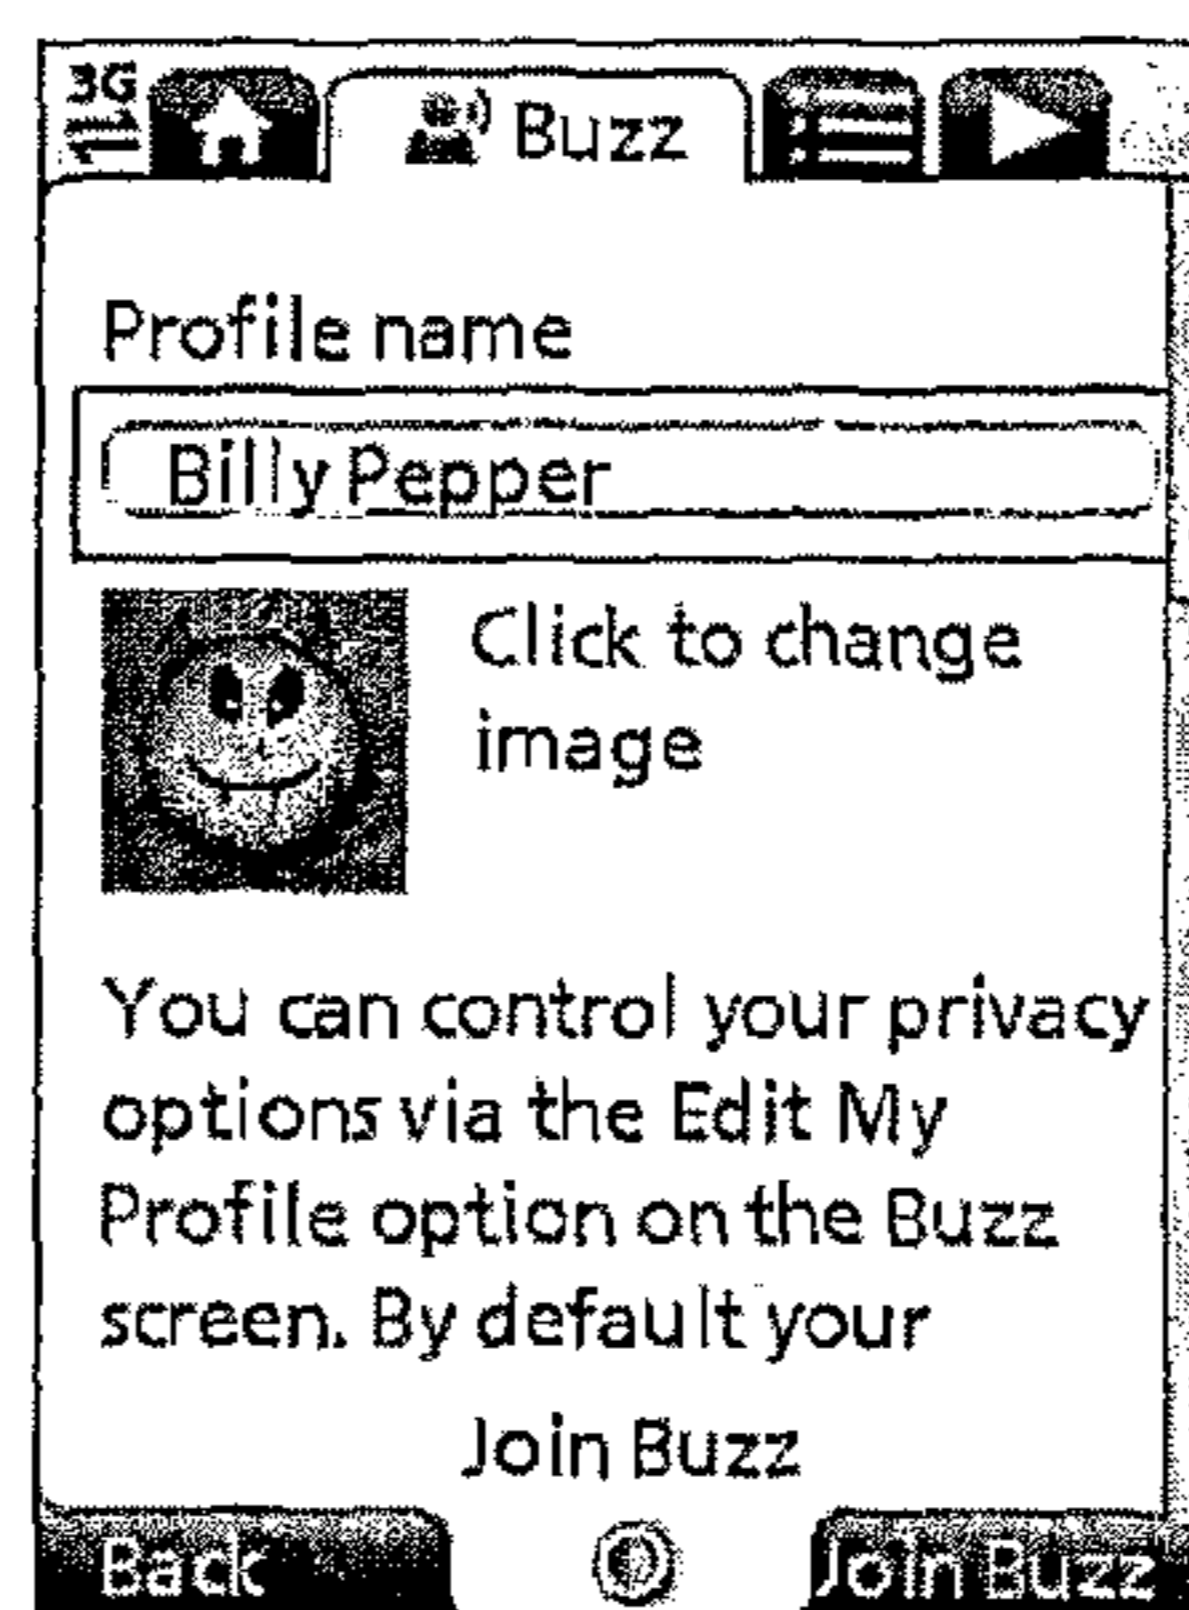 3G
Buzz
Profile name
Billy Pepper
Click to change
image
You can control your privacy
options via the Edit My
Profile option on the Buzz
screen. By default your
Join Buzz
Back
Join Buzz